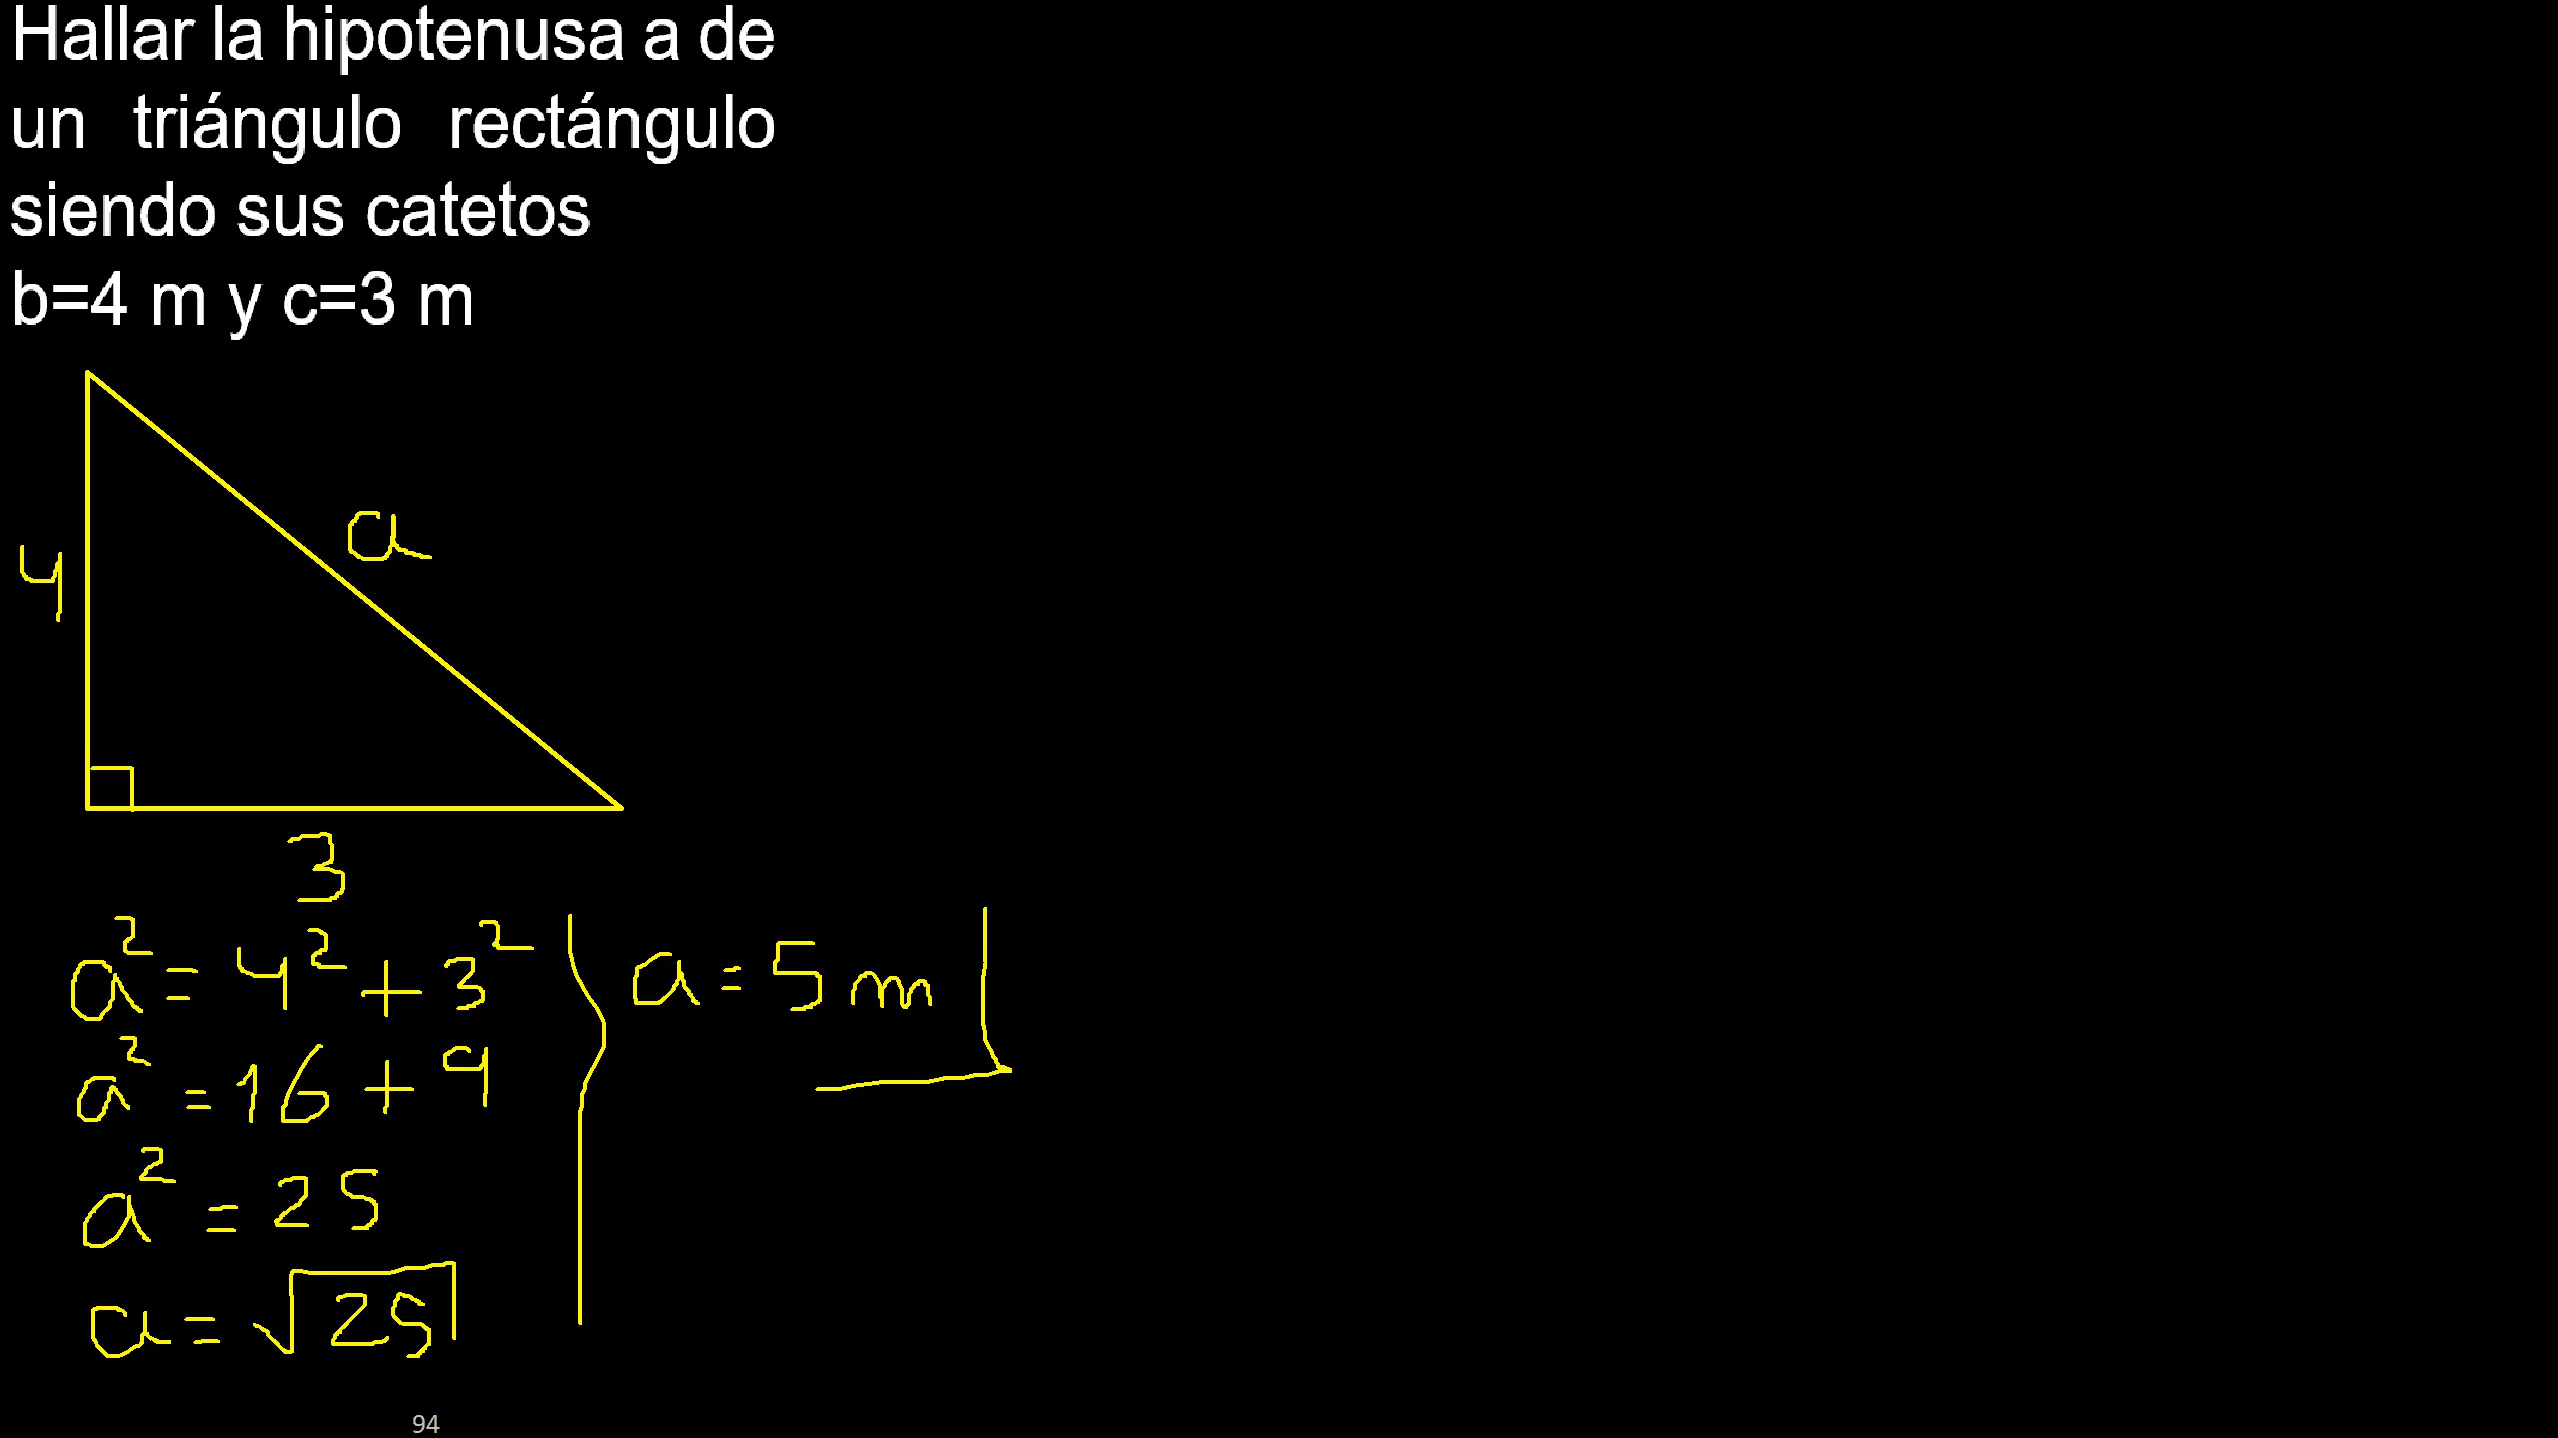 Hallar la hipotenusa a de
un triángulo rectángulo
siendo sus catetos
b=4 m y c=3 m
a
4
3
a² = 4² + 3²
a = 5 m
a² = 16 + 9
a² = 25
a = √25
94